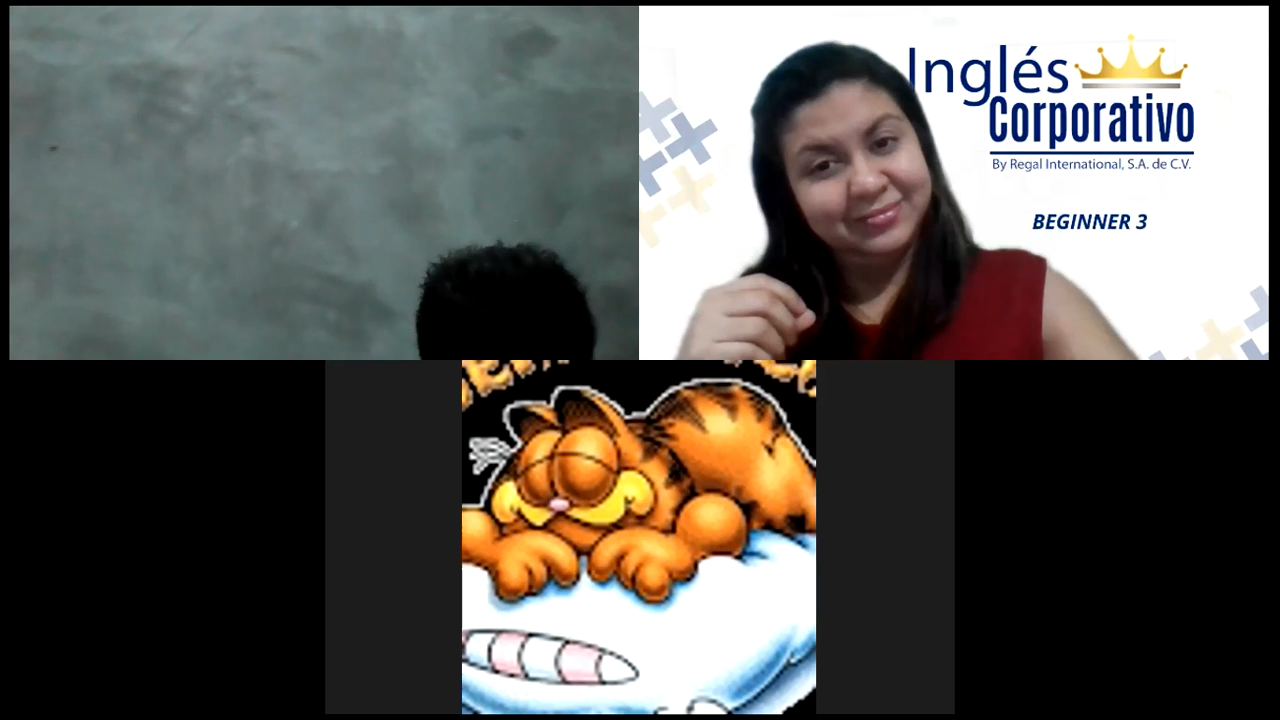 Inglés
Corporativo
By Regal International, S.A. de C.V.
BEGINNER 3